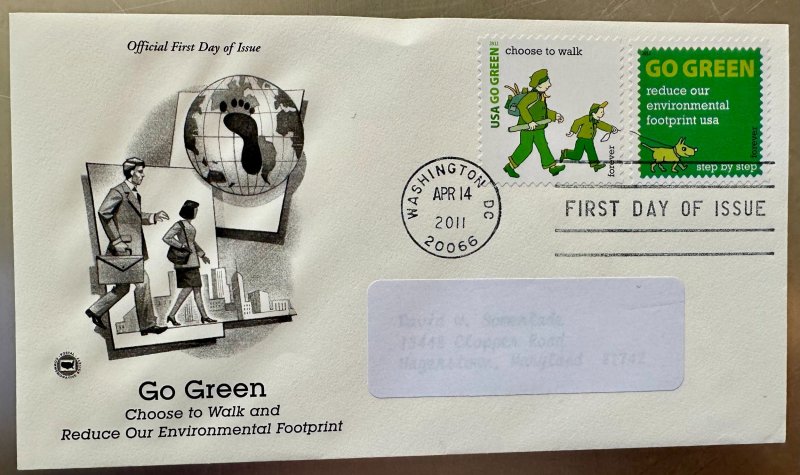 Official First Day of Issue
USA GO GREEN
2011
choose to walk
forever
GO GREEN
reduce our
environmental
footprint usa
forever
step by step
WASHINGTON DC
APR 14
2011
20066
FIRST DAY OF ISSUE
Go Green
Choose to Walk and
Reduce Our Environmental Footprint